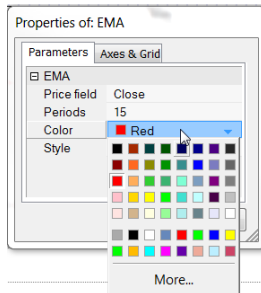 Properties of: EMA
Parameters
Axes & Grid
EMA
Price field Close
Periods 15
Color Red
Style
More...